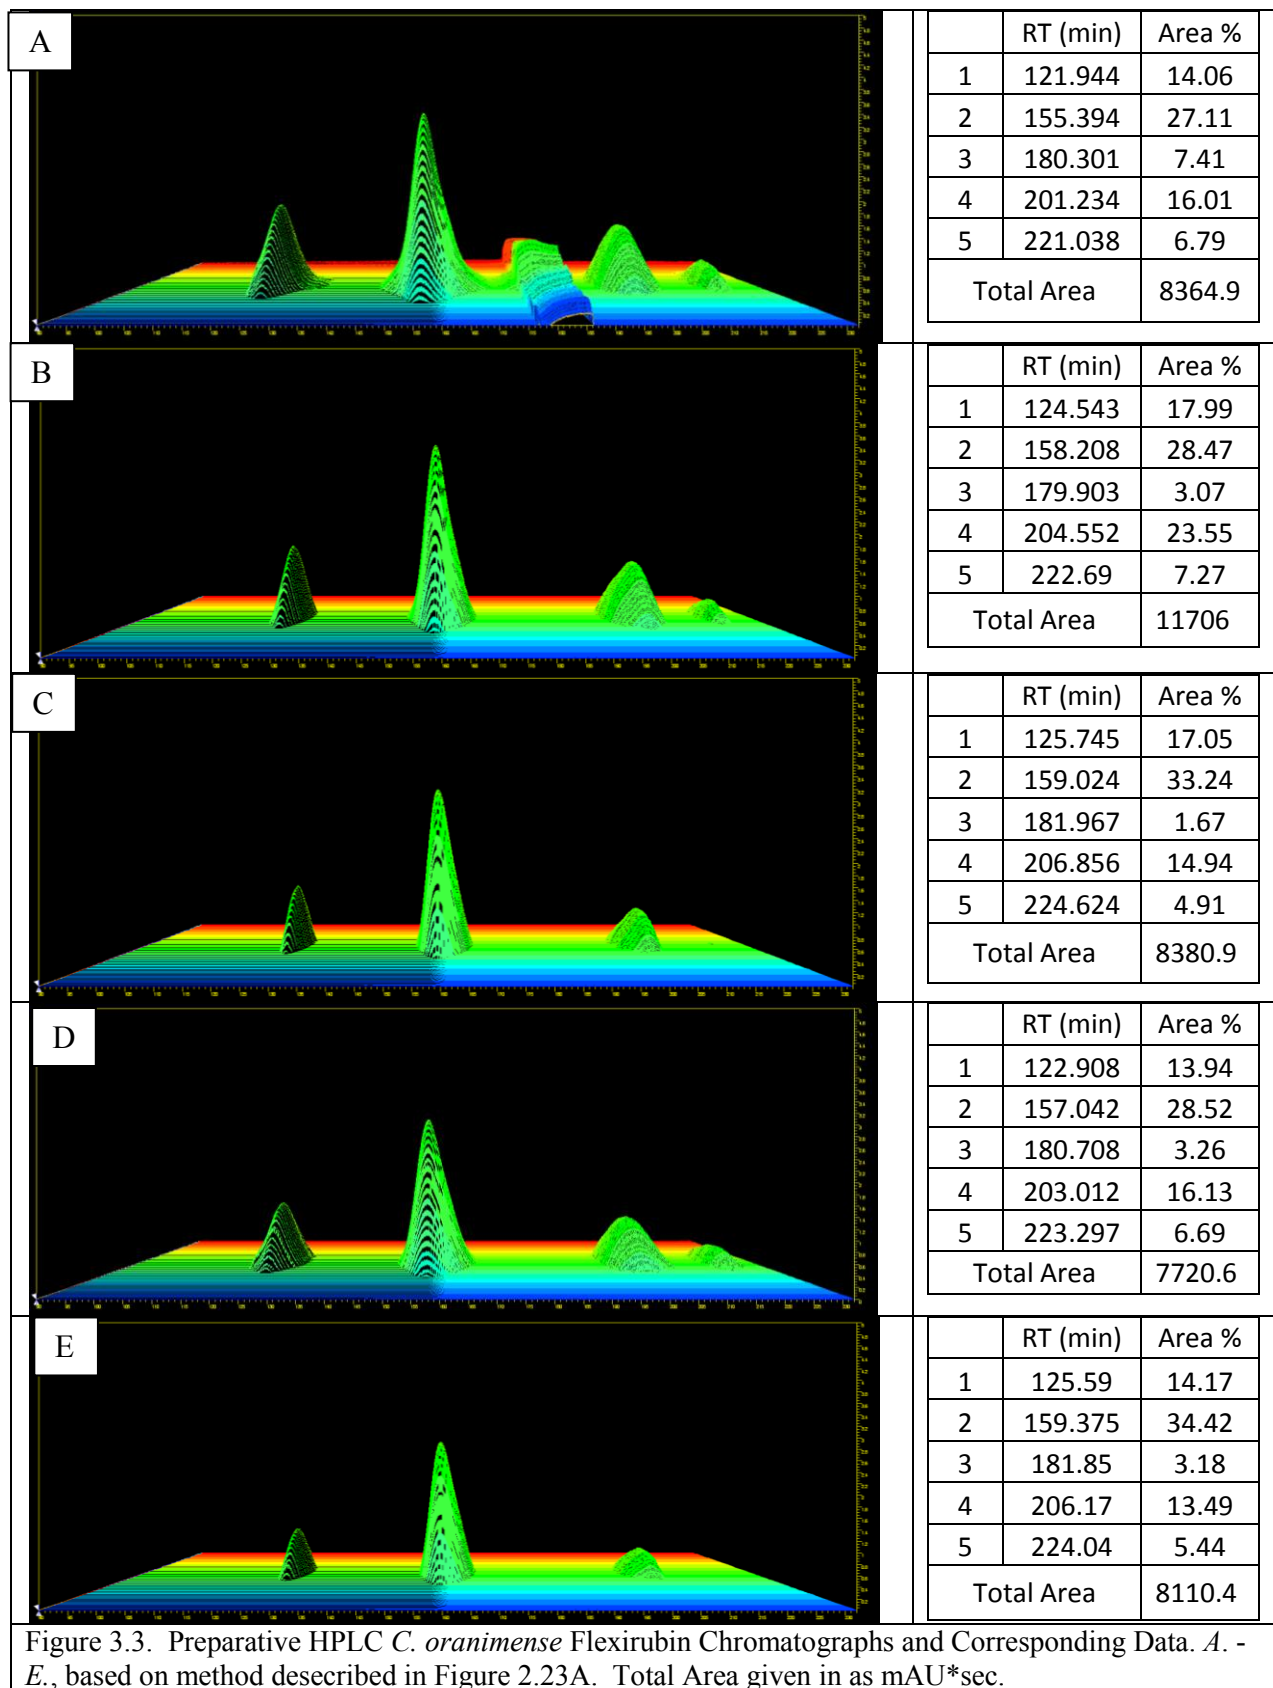 A
RT (min) Area %
1 121.944 14.06
2 155.394 27.11
3 180.301 7.41
4 201.234 16.01
5 221.038 6.79
Total Area 8364.9
B
RT (min) Area %
1 124.543 17.99
2 158.208 28.47
3 179.903 3.07
4 204.552 23.55
5 222.69 7.27
Total Area 11706
C
RT (min) Area %
1 125.745 17.05
2 159.024 33.24
3 181.967 1.67
4 206.856 14.94
5 224.624 4.91
Total Area 8380.9
D
RT (min) Area %
1 122.908 13.94
2 157.042 28.52
3 180.708 3.26
4 203.012 16.13
5 223.297 6.69
Total Area 7720.6
E
RT (min) Area %
1 125.59 14.17
2 159.375 34.42
3 181.85 3.18
4 206.17 13.49
5 224.04 5.44
Total Area 8110.4
Figure 3.3. Preparative HPLC C. oranimense Flexirubin Chromatographs and Corresponding Data. A. -
E., based on method desecribed in Figure 2.23A. Total Area given in as mAU*sec.